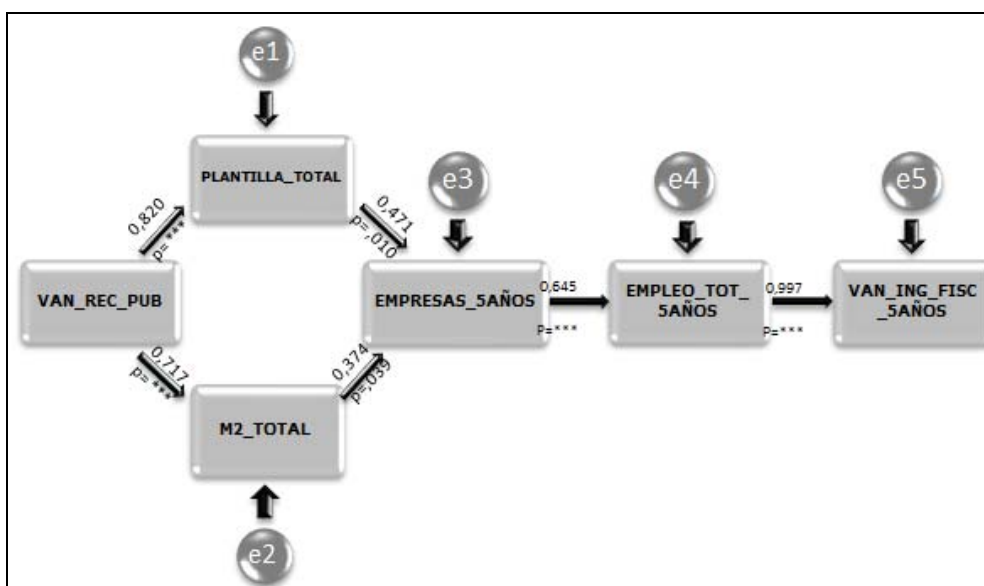 e1
PLANTILLA_TOTAL
0,820
p= ***
0,471
p=,010
e3
e4
e5
VAN_REC_PUB
EMPRESAS_5AÑOS
0,645
P=***
EMPLEO_TOT_
5AÑOS
0,997
P=***
VAN_ING_FISC
_5AÑOS
0,717
p= ***
0,374
p=,039
M2_TOTAL
e2